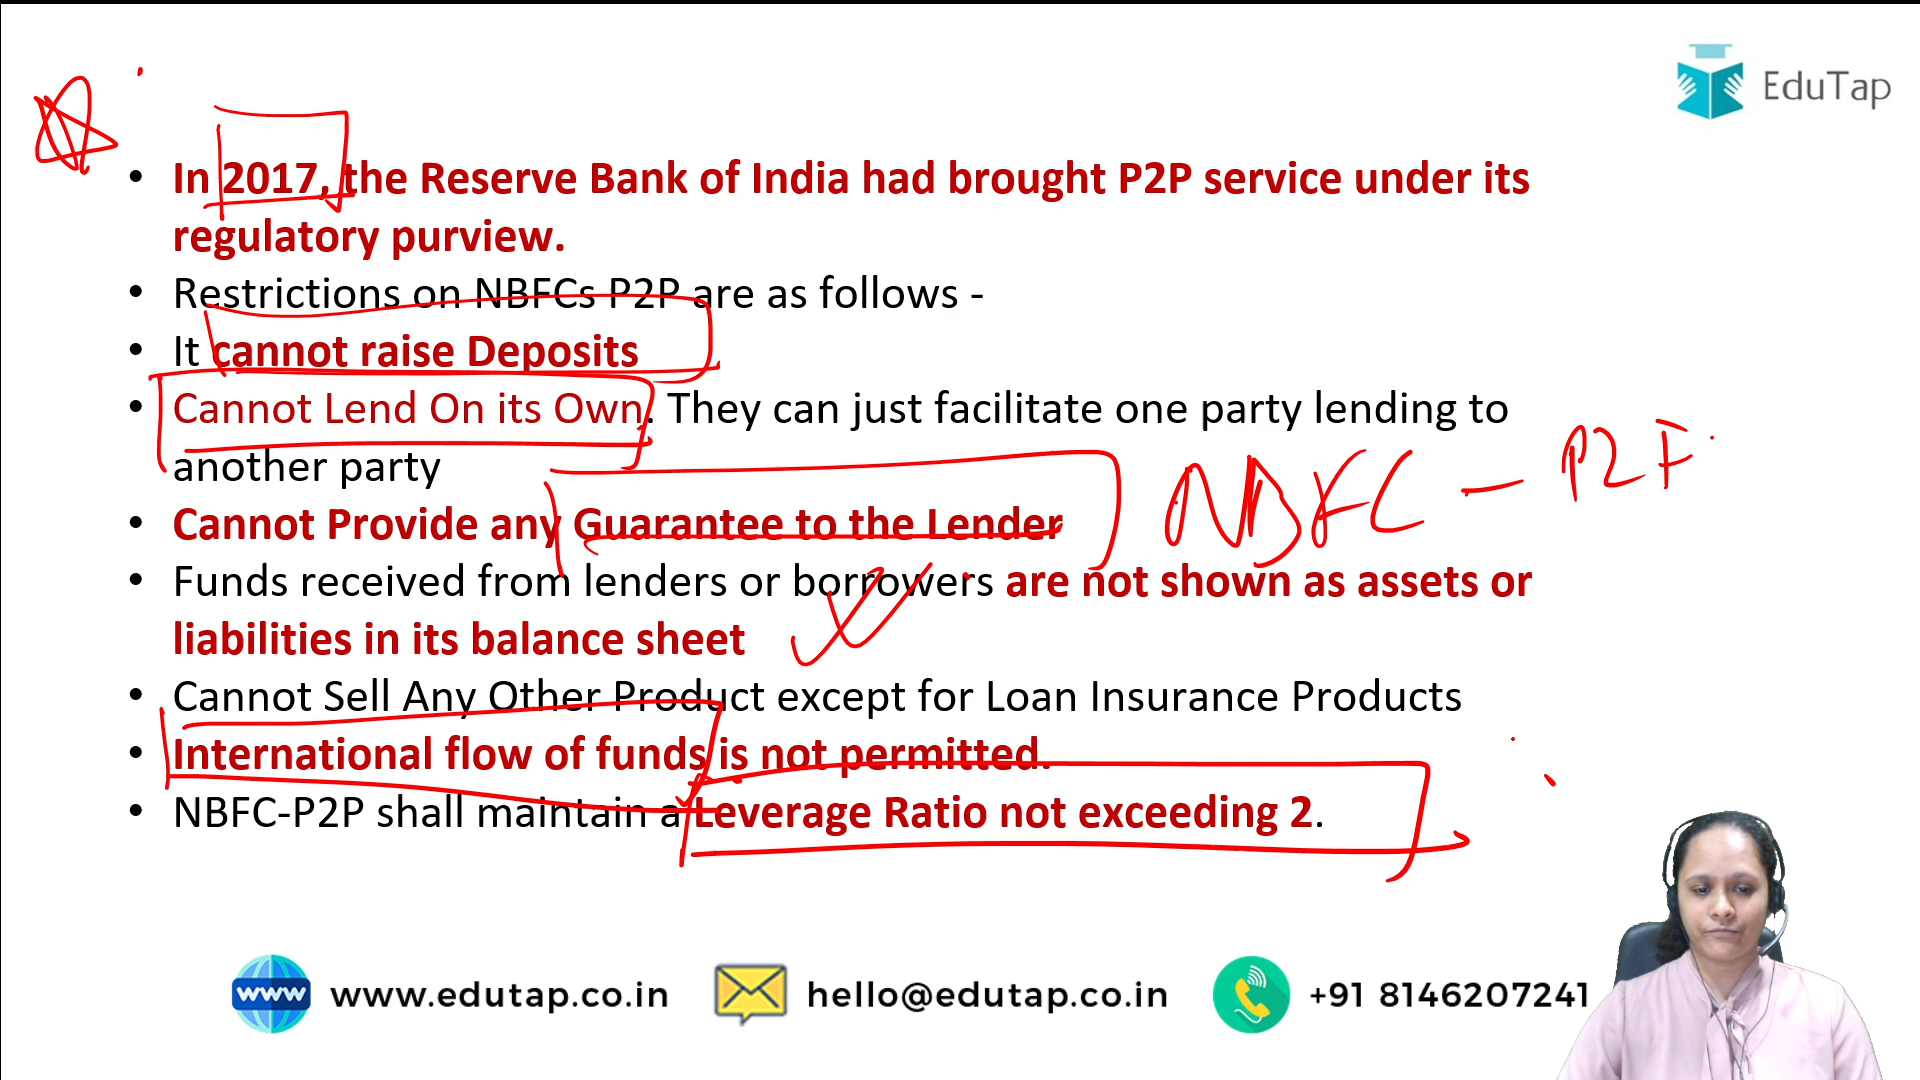 EduTap
• In 2017, the Reserve Bank of India had brought P2P service under its
regulatory purview.
• Restrictions on NBFCs P2P are as follows -
• It cannot raise Deposits
• Cannot Lend On its Own. They can just facilitate one party lending to
another party
• Cannot Provide any Guarantee to the Lender
NBFC - P2P
• Funds received from lenders or borrowers are not shown as assets or
liabilities in its balance sheet
• Cannot Sell Any Other Product except for Loan Insurance Products
• International flow of funds is not permitted.
• NBFC-P2P shall maintain a Leverage Ratio not exceeding 2.
www www.edutap.co.in hello@edutap.co.in +91 8146207241